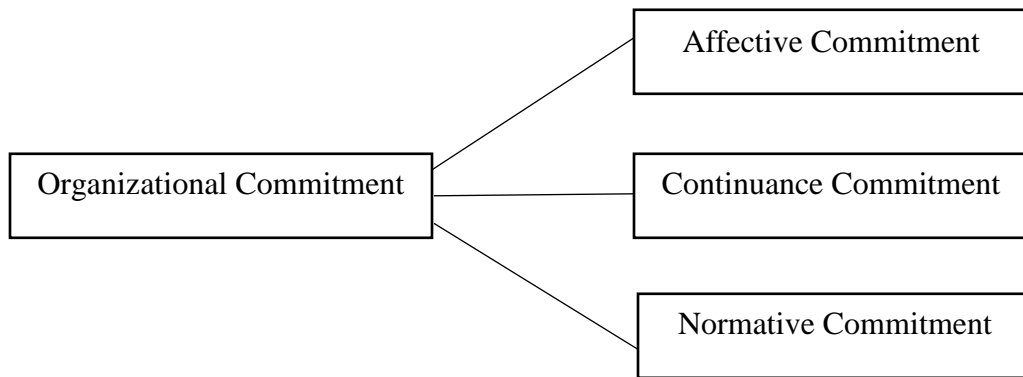 Affective Commitment
Organizational Commitment
Continuance Commitment
Normative Commitment